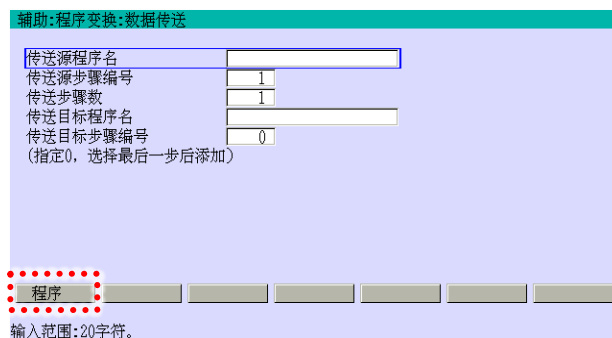 辅助:程序变换:数据传送
传送源程序名
传送源步骤编号 1
传送步骤数 1
传送目标程序名
传送目标步骤编号 0
(指定0, 选择最后一步后添加)
程序
输入范围:20字符。